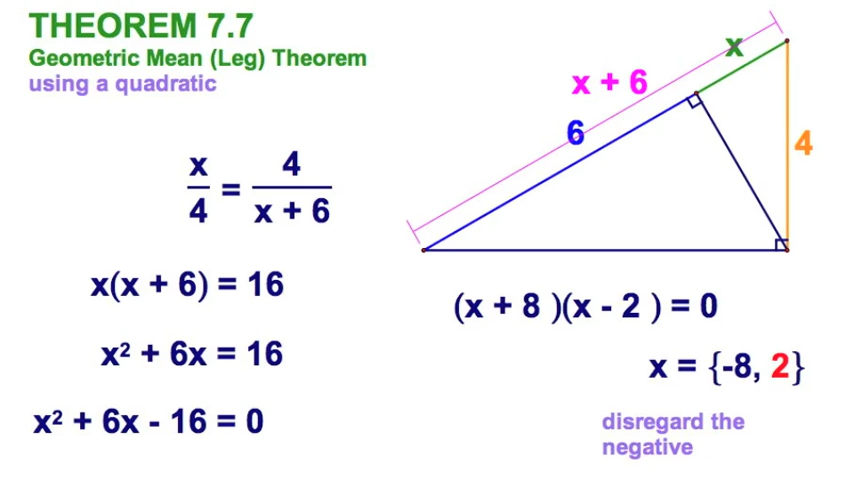 THEOREM 7.7
Geometric Mean (Leg) Theorem
using a quadratic
x/4 = 4/(x + 6)
x(x + 6) = 16
x² + 6x = 16
x² + 6x - 16 = 0
x
x + 6
6
4
(x + 8 )(x - 2 ) = 0
x = {-8, 2}
disregard the
negative